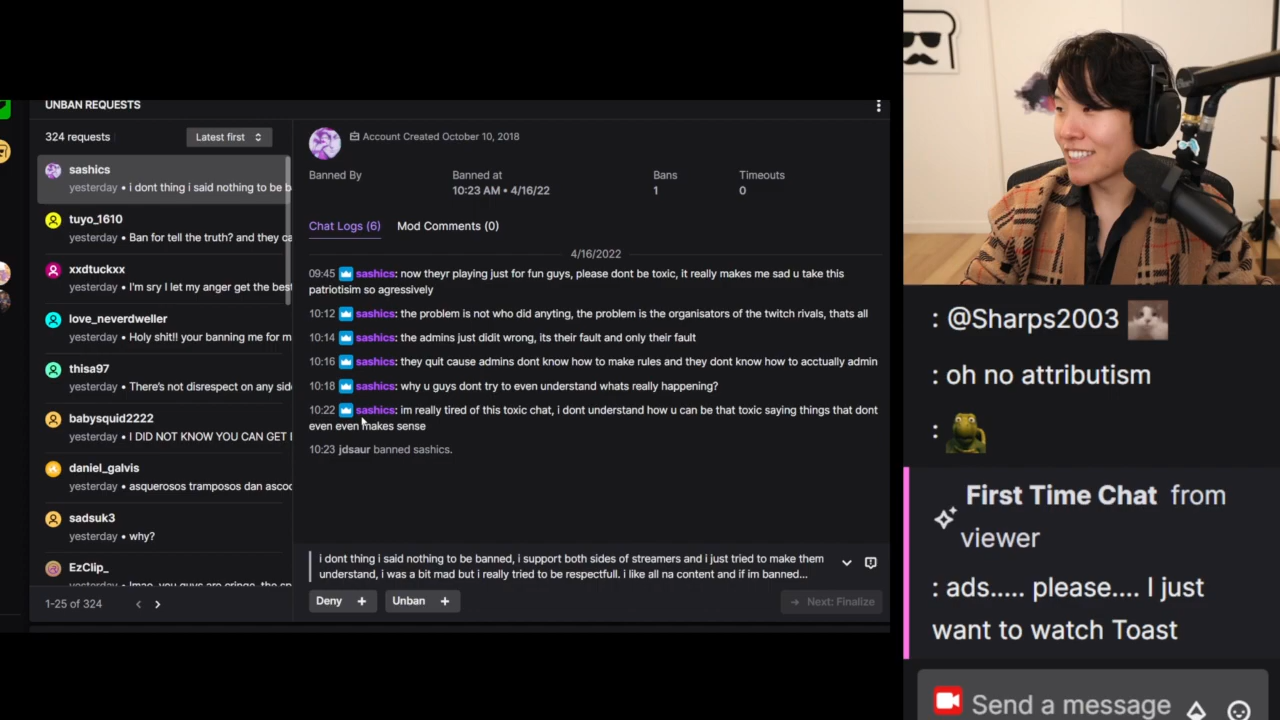 UNBAN REQUESTS
324 requests
Latest first
sashics
yesterday • i dont thing i said nothing to be b
tuyo_1610
yesterday • Ban for tell the truth? and they ca
xxdtuckxx
yesterday • I'm sry I let my anger get the best
love_neverdweller
yesterday • Holy shit!! your banning me for m
thisa97
yesterday • There's not disrespect on any side
babysquid2222
yesterday • I DID NOT KNOW YOU CAN GET
daniel_galvis
yesterday • asquerosos tramposos dan ascoc
sadsuk3
yesterday • why?
EzClip_
yesterday • lmao, you guys are cringe, the sp
1-25 of 324
Account Created October 10, 2018
Banned By
Banned at
Bans
Timeouts
10:23 AM • 4/16/22
1
0
Chat Logs (6)
Mod Comments (0)
4/16/2022
09:45 sashics: now theyr playing just for fun guys, please dont be toxic, it really makes me sad u take this
patriotisim so agressively
10:12 sashics: the problem is not who did anyting, the problem is the organisators of the twitch rivals, thats all
10:14 sashics: the admins just didit wrong, its their fault and only their fault
10:16 sashics: they quit cause admins dont know how to make rules and they dont know how to acctually admin
10:18 sashics: why u guys dont try to even understand whats really happening?
10:22 sashics: im really tired of this toxic chat, i dont understand how u can be that toxic saying things that dont
even even makes sense
10:23 jdsaur banned sashics.
i dont thing i said nothing to be banned, i support both sides of streamers and i just tried to make them
understand, i was a bit mad but i really tried to be respectfull. i like all na content and if im banned...
Deny +
Unban +
Next: Finalize
: @Sharps2003
: oh no attributism
:
First Time Chat from
viewer
: ads..... please.... I just
want to watch Toast
Send a message